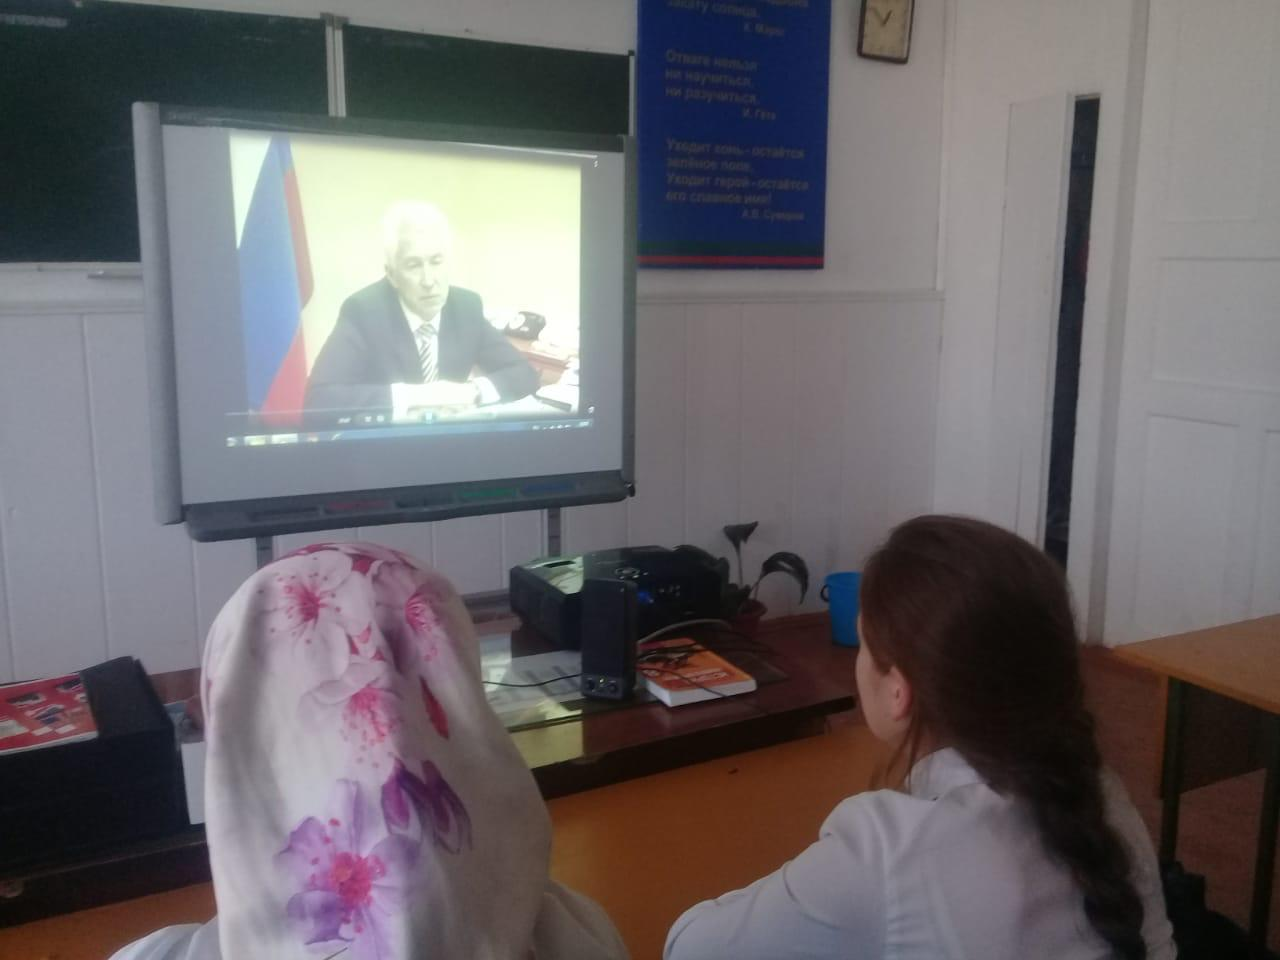 закату солнца.
К. Маркс
Отваге нельзя
ни научиться,
ни разучиться.
И. Гёте
Уходит конь - остаётся
зелёное поле,
Уходит герой - остаётся
его славное имя!
А.В. Суворов